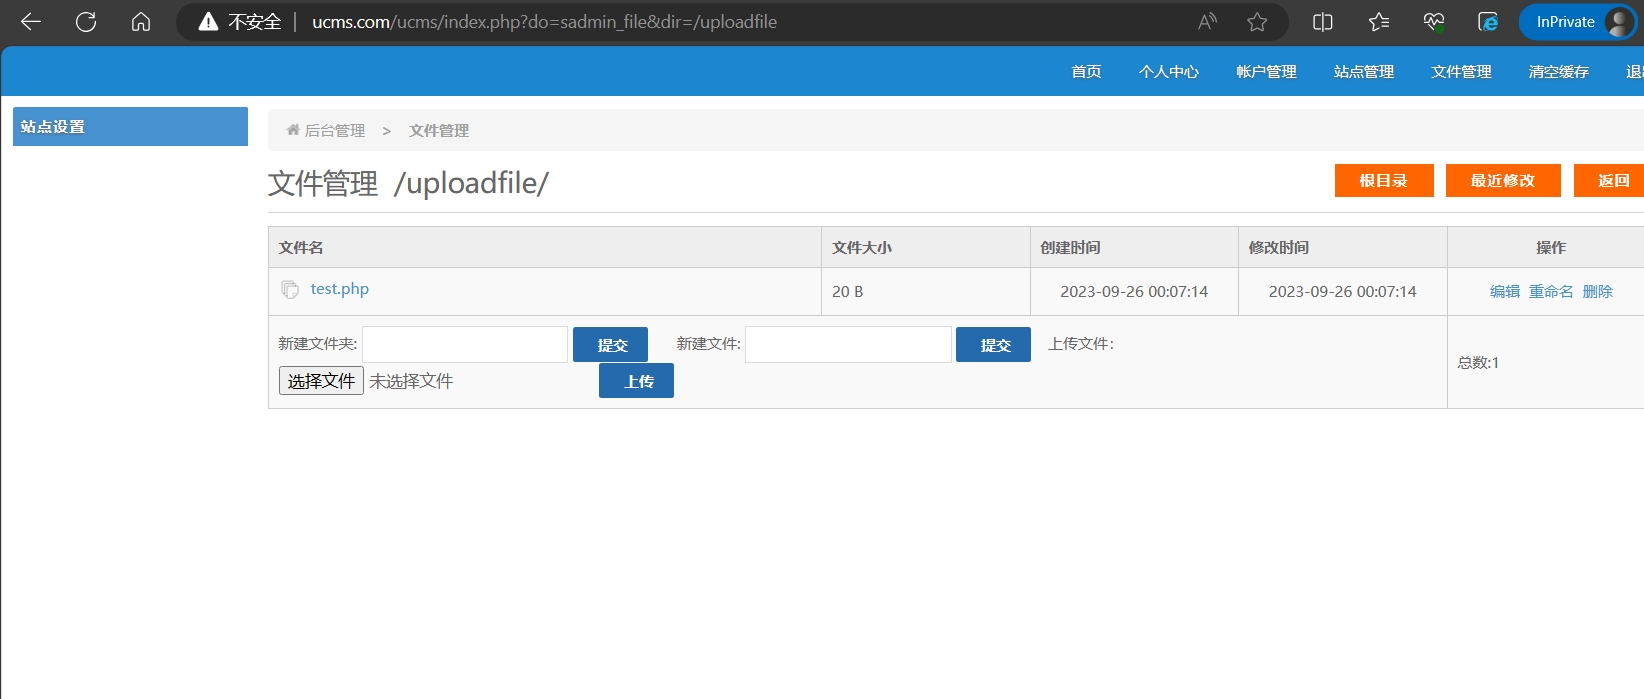 不安全 ucms.com/ucms/index.php?do=sadmin_file&dir=/uploadfile InPrivate
首页 个人中心 帐户管理 站点管理 文件管理 清空缓存 退
站点设置
后台管理 > 文件管理
文件管理 /uploadfile/
根目录 最近修改 返回
文件名 文件大小 创建时间 修改时间 操作
test.php 20 B 2023-09-26 00:07:14 2023-09-26 00:07:14 编辑 重命名 删除
新建文件夹: 提交 新建文件: 提交 上传文件:
选择文件 未选择文件 上传
总数:1